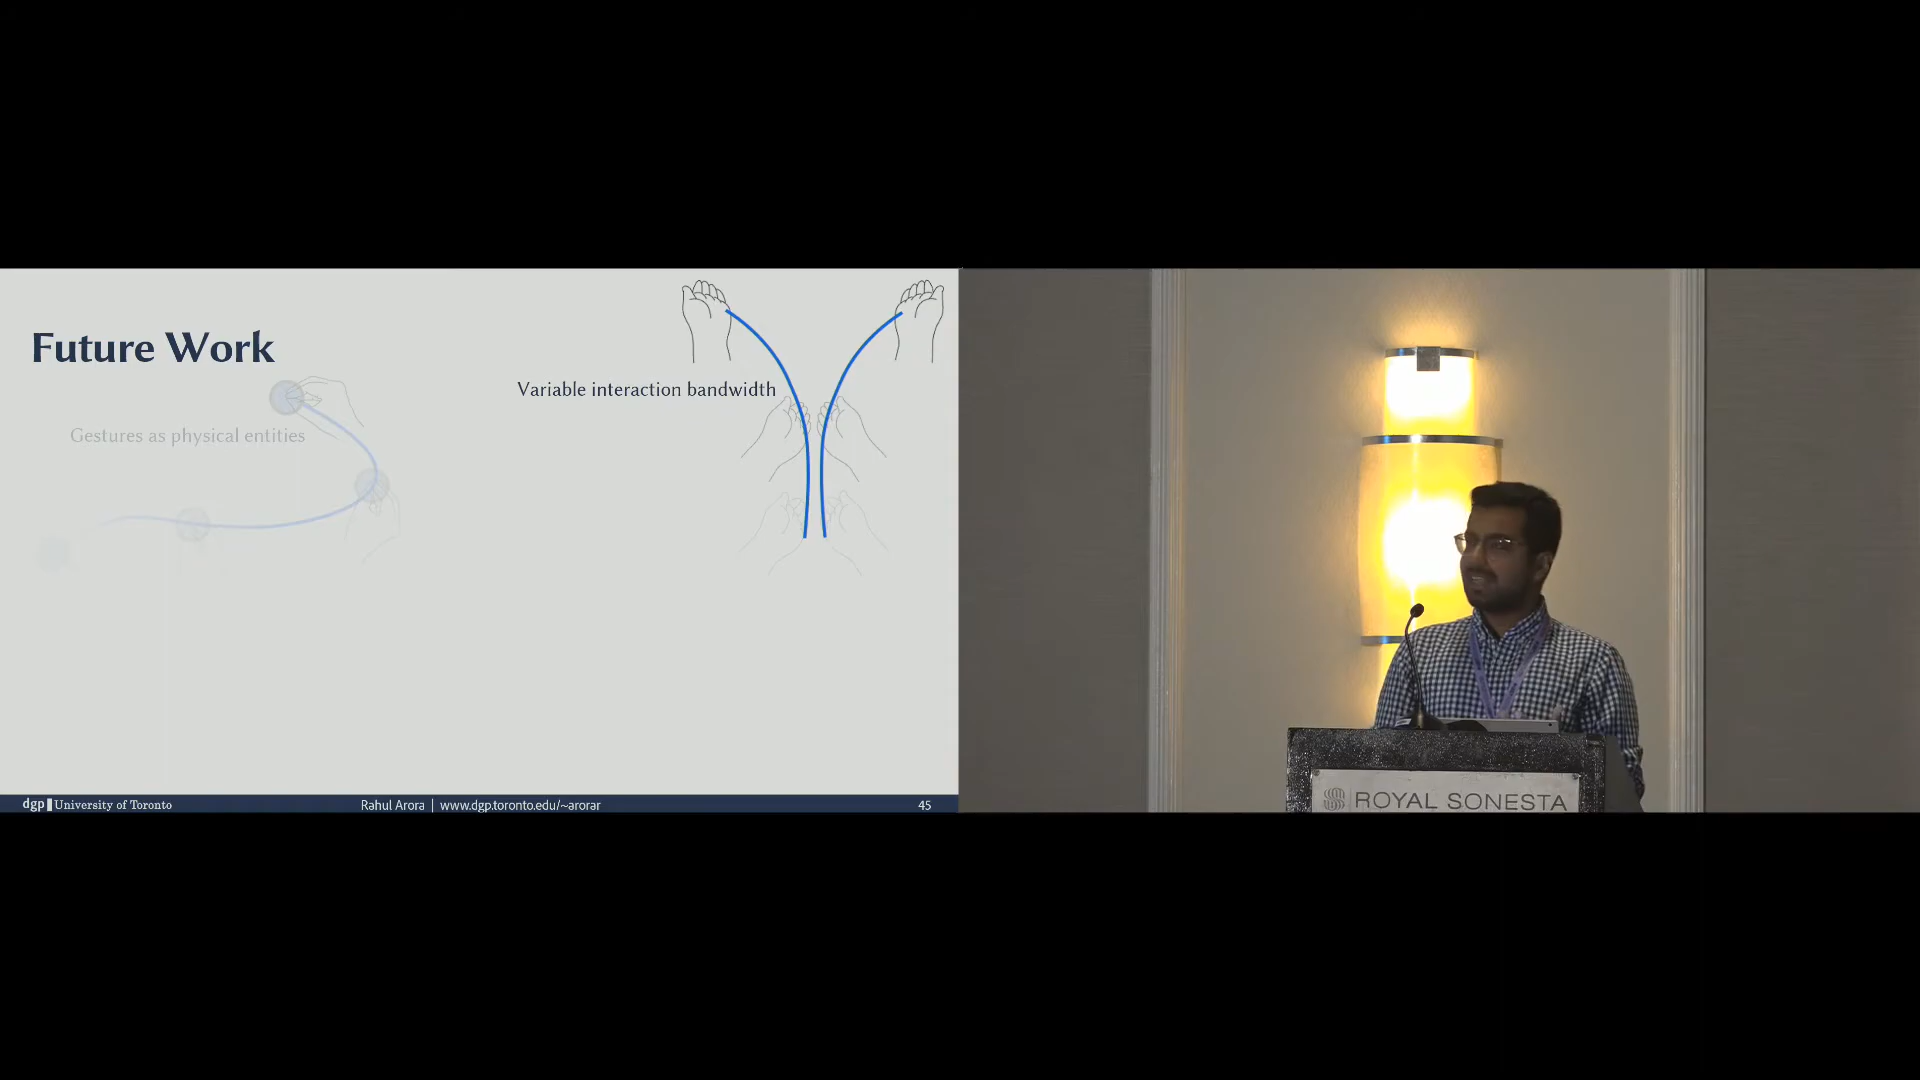 Future Work
Variable interaction bandwidth
Gestures as physical entities
dgp University of Toronto
Rahul Arora | www.dgp.toronto.edu/~arorar
45
ROYAL SONESTA